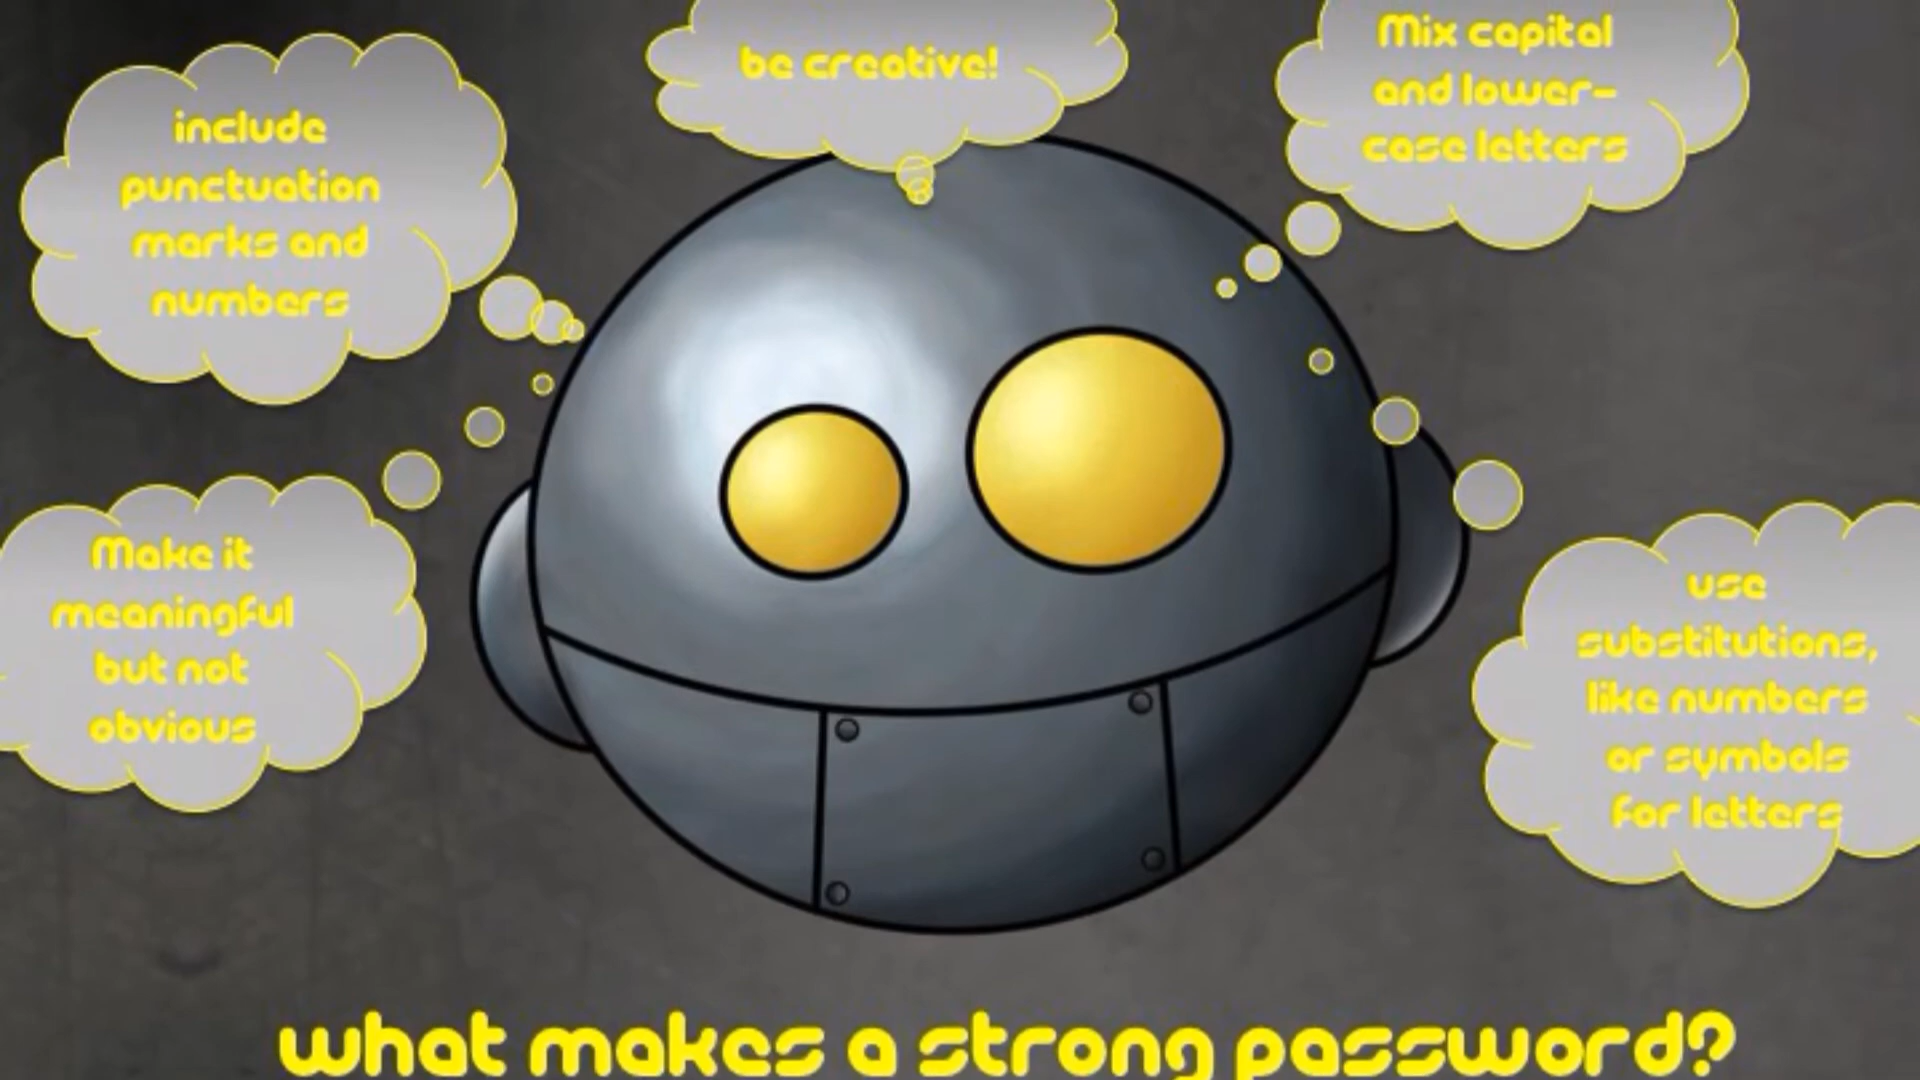 be creative!
Mix capital
and lower-
case letters
include
punctuation
marks and
numbers
Make it
meaningful
but not
obvious
use
substitutions,
like numbers
or symbols
for letters
what makes a strong password?